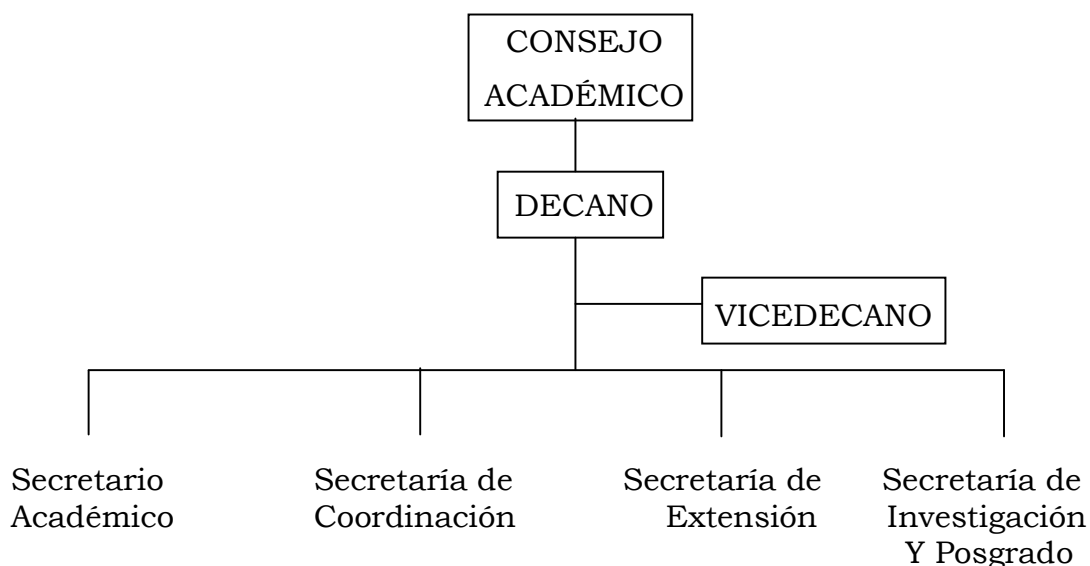 CONSEJO
ACADÉMICO
DECANO
VICEDECANO
Secretario
Académico
Secretaría de
Coordinación
Secretaría de
Extensión
Secretaría de
Investigación
Y Posgrado